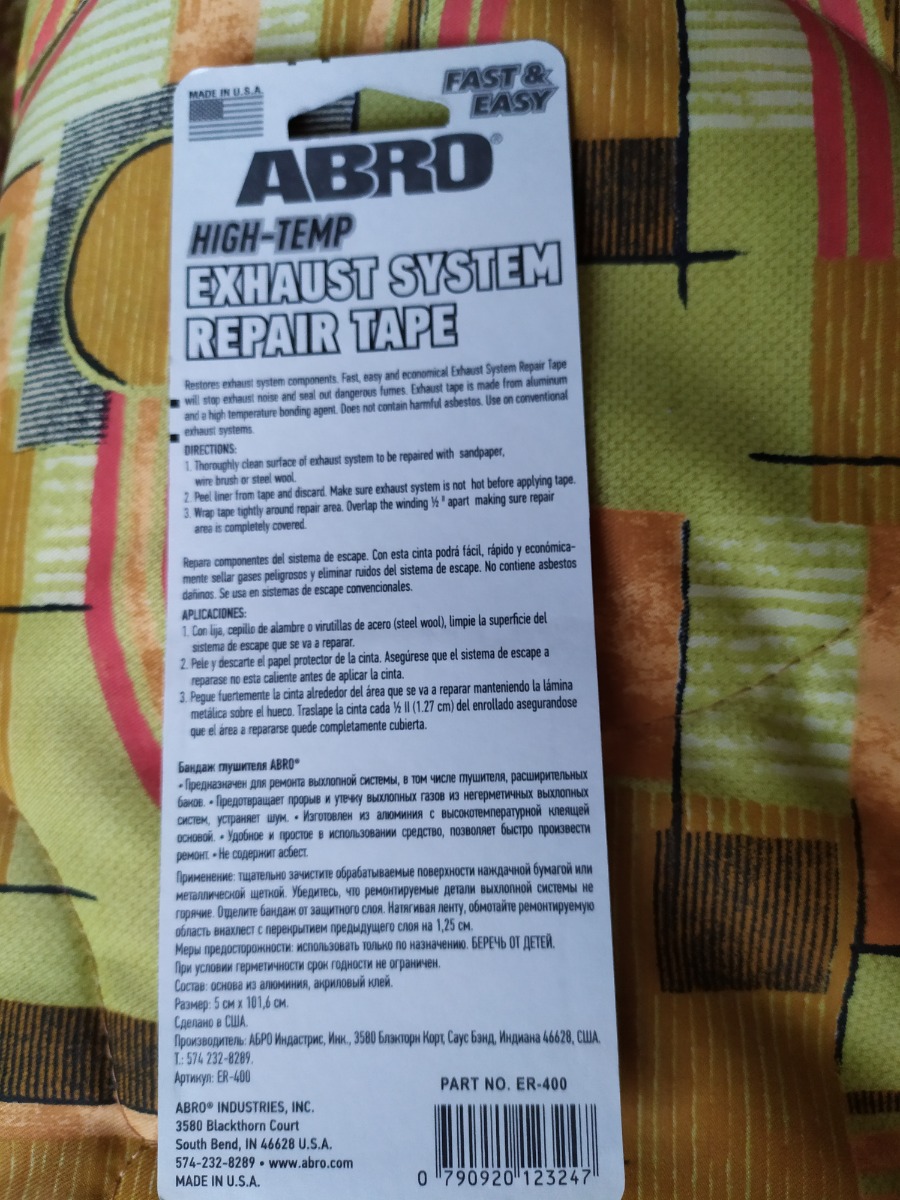 MADE IN U.S.A.
FAST &
EASY
ABRO®
HIGH-TEMP
EXHAUST SYSTEM
REPAIR TAPE
Restores exhaust system components. Fast, easy and economical Exhaust System Repair Tape
will stop exhaust noise and seal out dangerous fumes. Exhaust tape is made from aluminum
and a high temperature bonding agent. Does not contain harmful asbestos. Use on conventional
exhaust systems.
DIRECTIONS:
1. Thoroughly clean surface of exhaust system to be repaired with sandpaper,
wire brush or steel wool.
2. Peel liner from tape and discard. Make sure exhaust system is not hot before applying tape.
3. Wrap tape tightly around repair area. Overlap the winding ½ " apart making sure repair
area is completely covered.
Repara componentes del sistema de escape. Con esta cinta podrá fácil, rápido y económica-
mente sellar gases peligrosos y eliminar ruidos del sistema de escape. No contiene asbestos
dañinos. Se usa en sistemas de escape convencionales.
APLICACIONES:
1. Con lija, cepillo de alambre o virutillas de acero (steel wool), limpie la superficie del
sistema de escape que se va a reparar.
2. Pele y descarte el papel protector de la cinta. Asegúrese que el sistema de escape a
reparase no esta caliente antes de aplicar la cinta.
3. Pegue fuertemente la cinta alrededor del área que se va a reparar manteniendo la lámina
metálica sobre el hueco. Traslape la cinta cada ½ II (1.27 cm) del enrollado asegurandose
que el área a repararse quede completamente cubierta.
Бандаж глушителя ABRO®
• Предназначен для ремонта выхлопной системы, в том числе глушителя, расширительных
баков. • Предотвращает прорыв и утечку выхлопных газов из негерметичных выхлопных
систем, устраняет шум. • Изготовлен из алюминия с высокотемпературной клеящей
основой. • Удобное и простое в использовании средство, позволяет быстро произвести
ремонт. • Не содержит асбест.
Применение: тщательно зачистите обрабатываемые поверхности наждачной бумагой или
металлической щеткой. Убедитесь, что ремонтируемые детали выхлопной системы не
горячие. Отделите бандаж от защитного слоя. Натягивая ленту, обмотайте ремонтируемую
область внахлест с перекрытием предыдущего слоя на 1,25 см.
Меры предосторожности: использовать только по назначению. БЕРЕЧЬ ОТ ДЕТЕЙ.
При условии герметичности срок годности не ограничен.
Состав: основа из алюминия, акриловый клей.
Размер: 5 см х 101,6 см.
Сделано в США.
Производитель: АБРО Индастрис, Инк., 3580 Блэкторн Корт, Саус Бэнд, Индиана 46628, США.
Т.: 574 232-8289.
Артикул: ER-400
PART NO. ER-400
ABRO® INDUSTRIES, INC.
3580 Blackthorn Court
South Bend, IN 46628 U.S.A.
574-232-8289 • www.abro.com
MADE IN U.S.A.
0 790920 123247